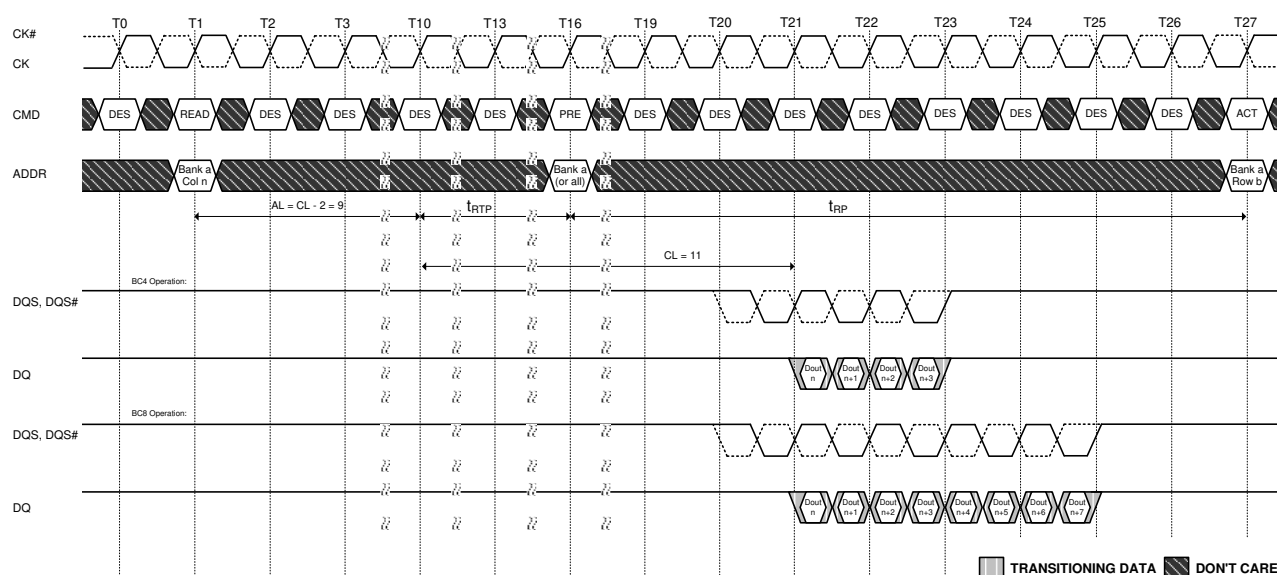 T0 T1 T2 T3 T10 T13 T16 T19 T20 T21 T22 T23 T24 T25 T26 T27
CK#
CK
CMD DES READ DES DES DES DES PRE DES DES DES DES DES DES DES DES ACT
ADDR Bank a Col n Bank a (or all) Bank a Row b
AL = CL - 2 = 9 tRTP tRP
CL = 11
BC4 Operation:
DQS, DQS#
DQ Dout n Dout n+1 Dout n+2 Dout n+3
BC8 Operation:
DQS, DQS#
DQ Dout n Dout n+1 Dout n+2 Dout n+3 Dout n+4 Dout n+5 Dout n+6 Dout n+7
TRANSITIONING DATA DON'T CARE